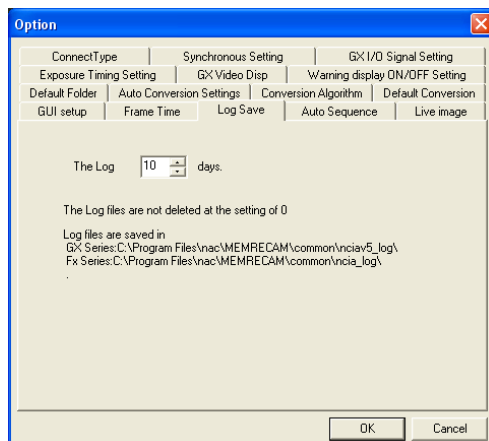 Option
ConnectType Synchronous Setting GX I/O Signal Setting
Exposure Timing Setting GX Video Disp Warning display ON/OFF Setting
Default Folder Auto Conversion Settings Conversion Algorithm Default Conversion
GUI setup Frame Time Log Save Auto Sequence Live image
The Log 10 days.
The Log files are not deleted at the setting of 0
Log files are saved in
GX Series:C:\Program Files\nac\MEMRECAM\common\nciav5_log\
Fx Series:C:\Program Files\nac\MEMRECAM\common\ncia_log\
.
OK Cancel